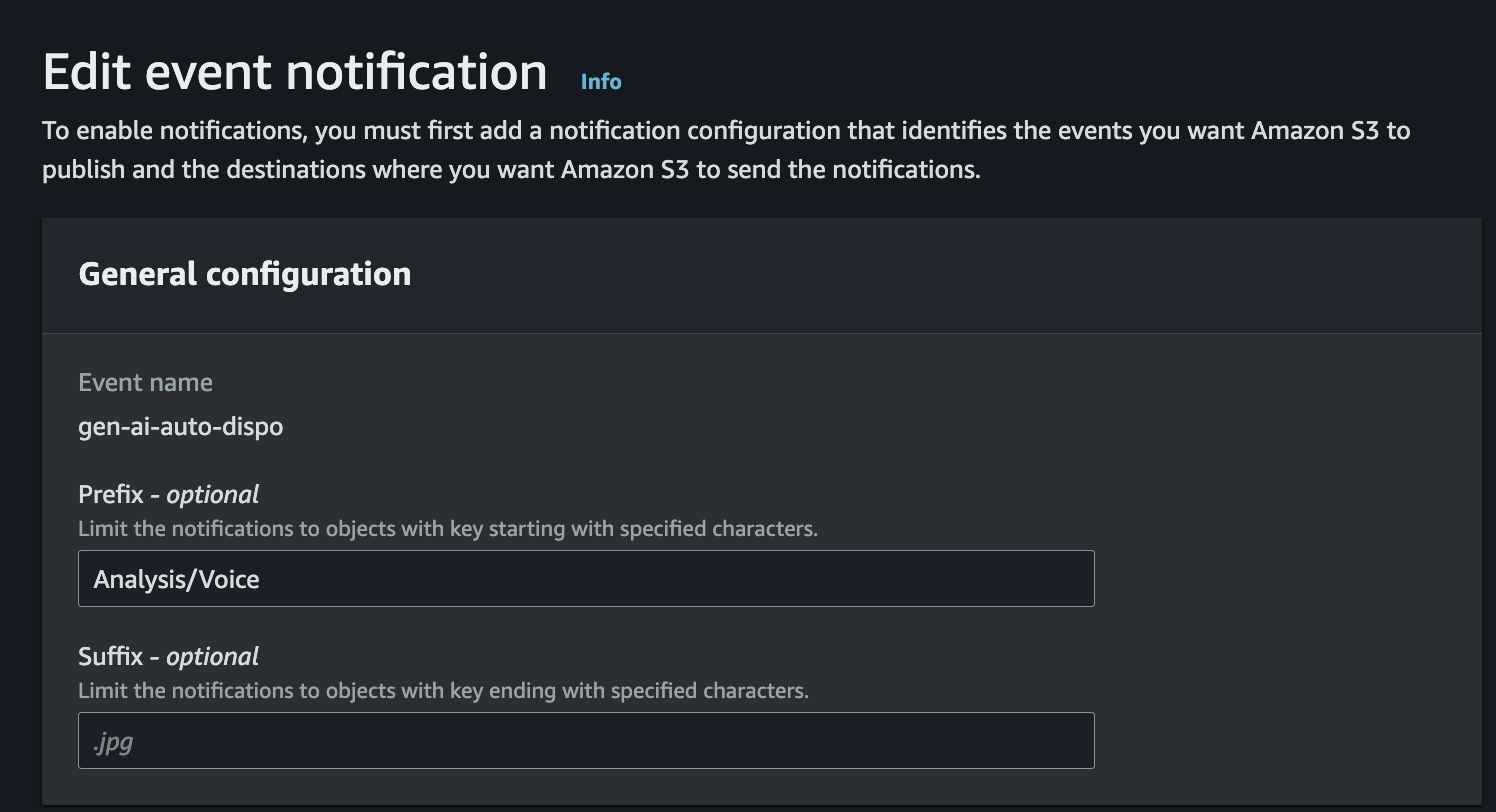 Edit event notification Info
To enable notifications, you must first add a notification configuration that identifies the events you want Amazon S3 to
publish and the destinations where you want Amazon S3 to send the notifications.
General configuration
Event name
gen-ai-auto-dispo
Prefix - optional
Limit the notifications to objects with key starting with specified characters.
Analysis/Voice
Suffix - optional
Limit the notifications to objects with key ending with specified characters.
.jpg